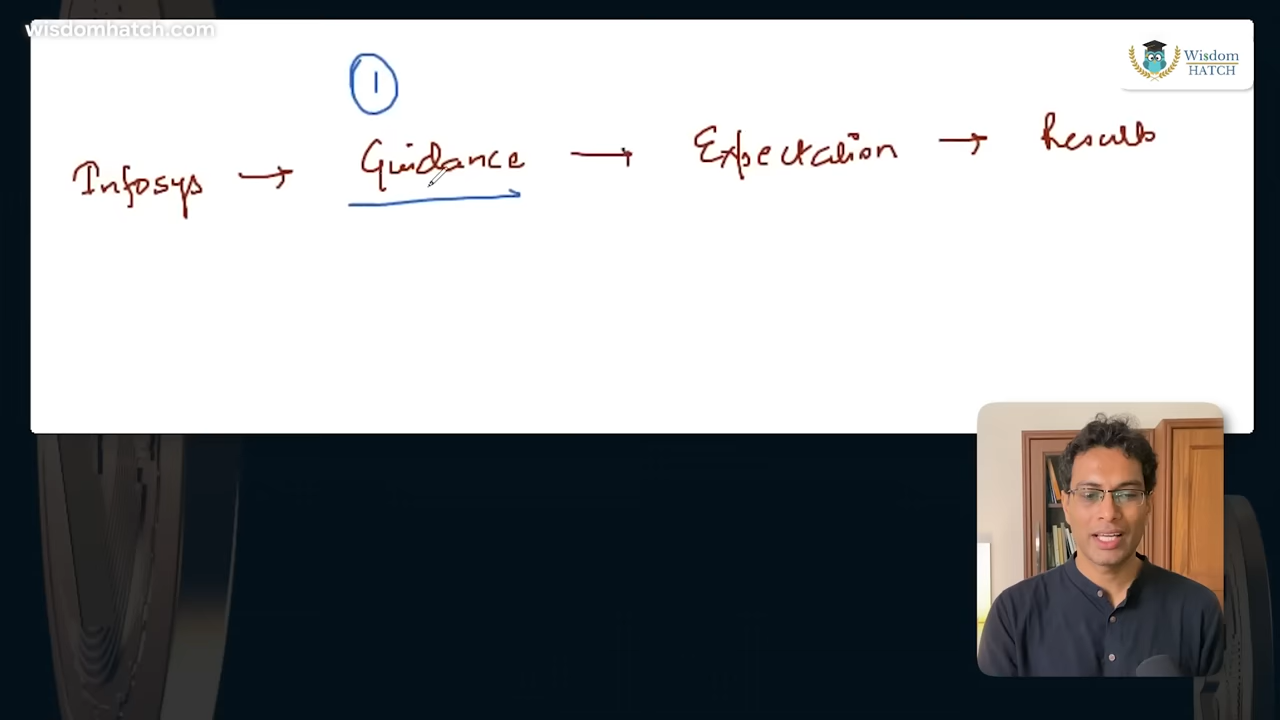 wisdomhatch.com
Wisdom
HATCH
1
Infosys → Guidance → Expectation → Results